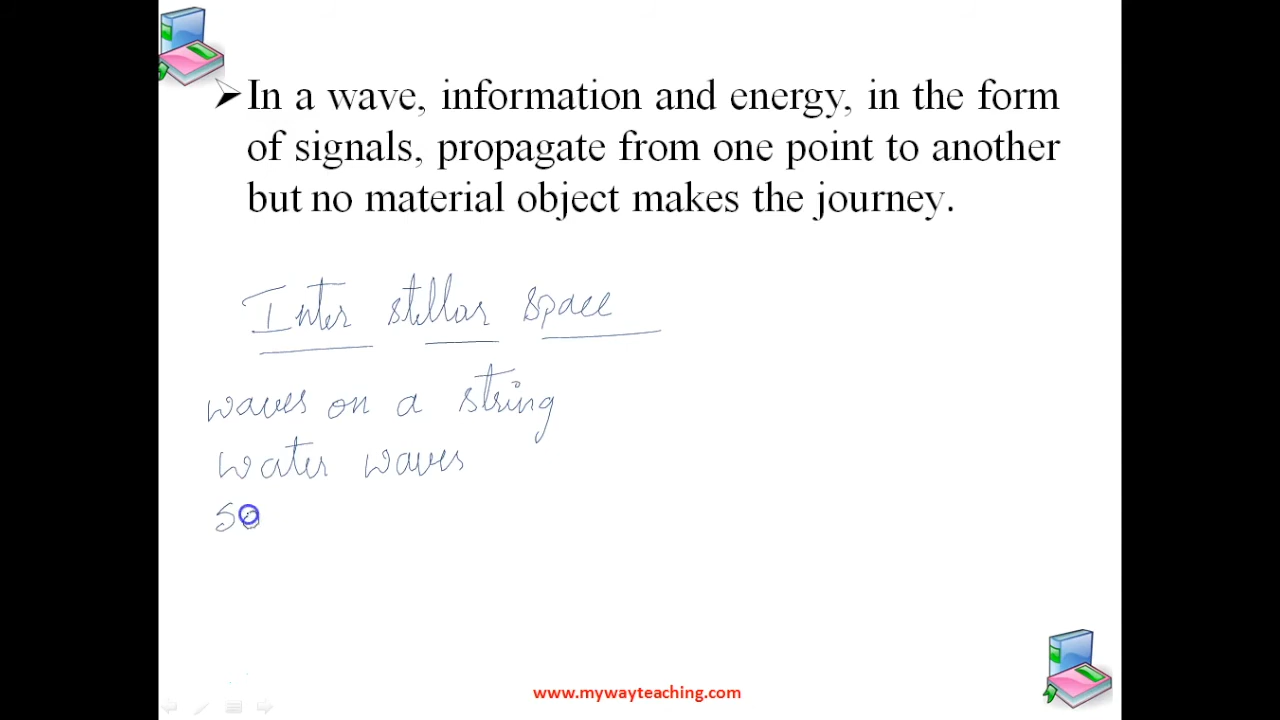 In a wave, information and energy, in the form
of signals, propagate from one point to another
but no material object makes the journey.
Inter stellar space
waves on a string
water waves
so
www.mywayteaching.com